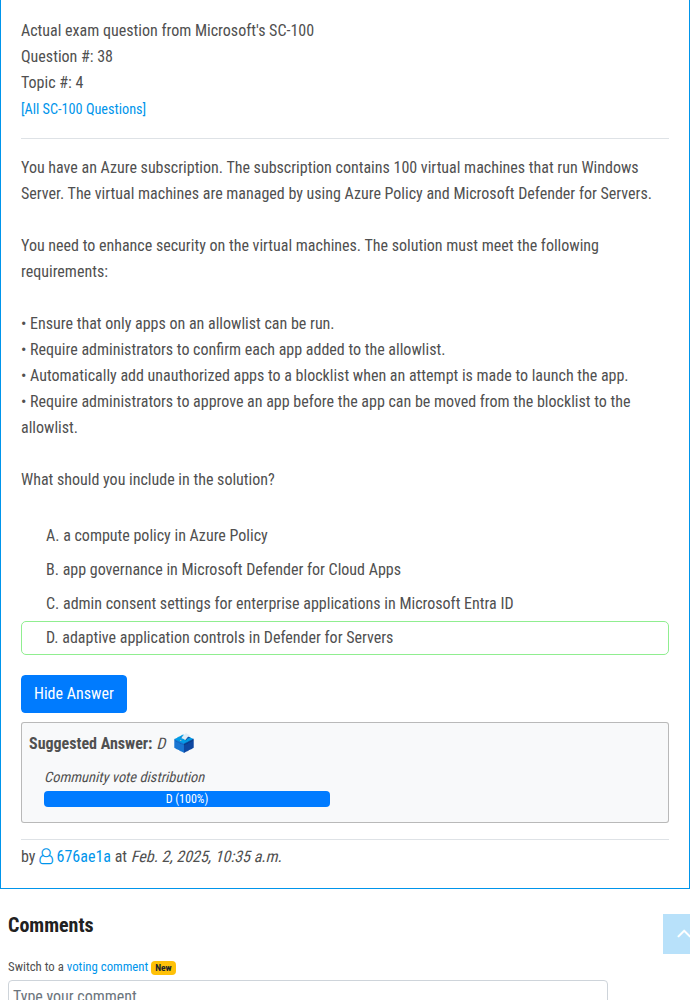 Actual exam question from Microsoft's SC-100
Question #: 38
Topic #: 4
[All SC-100 Questions]
You have an Azure subscription. The subscription contains 100 virtual machines that run Windows
Server. The virtual machines are managed by using Azure Policy and Microsoft Defender for Servers.
You need to enhance security on the virtual machines. The solution must meet the following
requirements:
• Ensure that only apps on an allowlist can be run.
• Require administrators to confirm each app added to the allowlist.
• Automatically add unauthorized apps to a blocklist when an attempt is made to launch the app.
• Require administrators to approve an app before the app can be moved from the blocklist to the
allowlist.
What should you include in the solution?
A. a compute policy in Azure Policy
B. app governance in Microsoft Defender for Cloud Apps
C. admin consent settings for enterprise applications in Microsoft Entra ID
D. adaptive application controls in Defender for Servers
Hide Answer
Suggested Answer: D
Community vote distribution
D (100%)
by 676ae1a at Feb. 2, 2025, 10:35 a.m.
Comments
Switch to a voting comment New
Type your comment